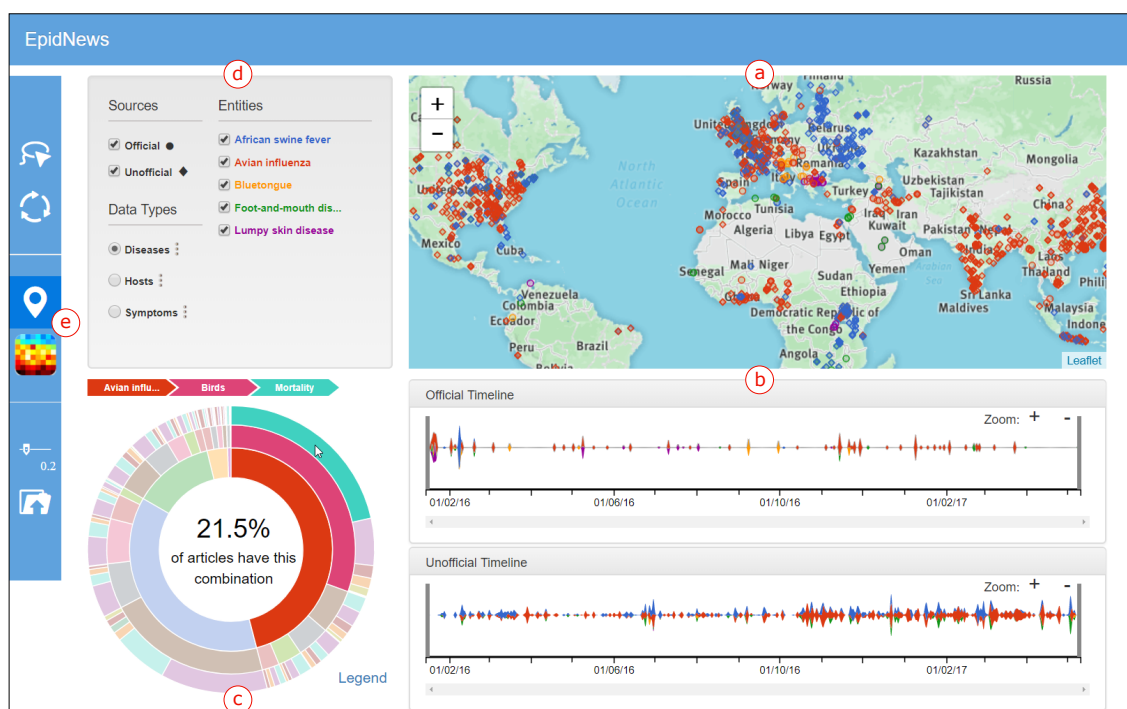 EpidNews
d
Sources
Entities
Official
Unofficial
African swine fever
Avian influenza
Bluetongue
Foot-and-mouth dis...
Lumpy skin disease
Data Types
Diseases
Hosts
Symptoms
e
0.2
a
+
-
Norway
Russia
Belarus
Kazakhstan
Mongolia
Romania
North
Atlantic
Ocean
Spain
Italy
Turkey
Uzbekistan
Tajikistan
China
Morocco
Tunisia
Iraq
Iran
Kuwait
Pakistan
Nepal
Algeria
Libya
Egypt
India
Oman
Mexico
Cuba
Mali
Niger
Senegal
Sudan
Yemen
Arabian
Sea
Laos
Thailand
Venezuela
Colombia
Ethiopia
Sri Lanka
Maldives
Malaysia
Ecuador
Democratic Republic of
the Congo
Peru
Brazil
Angola
Leaflet
Avian influ...
Birds
Mortality
21.5%
of articles have this
combination
Legend
c
b
Official Timeline
Zoom: + -
01/02/16
01/06/16
01/10/16
01/02/17
Unofficial Timeline
Zoom: + -
01/02/16
01/06/16
01/10/16
01/02/17